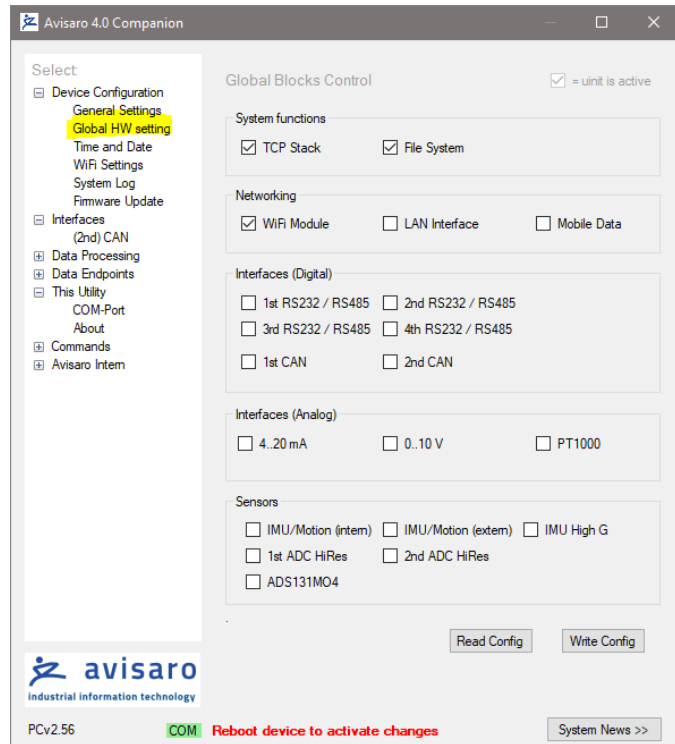 Avisaro 4.0 Companion
Select:
Device Configuration
General Settings
Global HW setting
Time and Date
WiFi Settings
System Log
Firmware Update
Interfaces
(2nd) CAN
Data Processing
Data Endpoints
This Utility
COM-Port
About
Commands
Avisaro Intern
Global Blocks Control
= uinit is active
System functions
TCP Stack File System
Networking
WiFi Module LAN Interface Mobile Data
Interfaces (Digital)
1st RS232 / RS485 2nd RS232 / RS485
3rd RS232 / RS485 4th RS232 / RS485
1st CAN 2nd CAN
Interfaces (Analog)
4..20 mA 0..10 V PT1000
Sensors
IMU/Motion (intern) IMU/Motion (extern) IMU High G
1st ADC HiRes 2nd ADC HiRes
ADS131MO4
.
Read Config Write Config
avisaro
industrial information technology
PCv2.56 COM Reboot device to activate changes System News >>